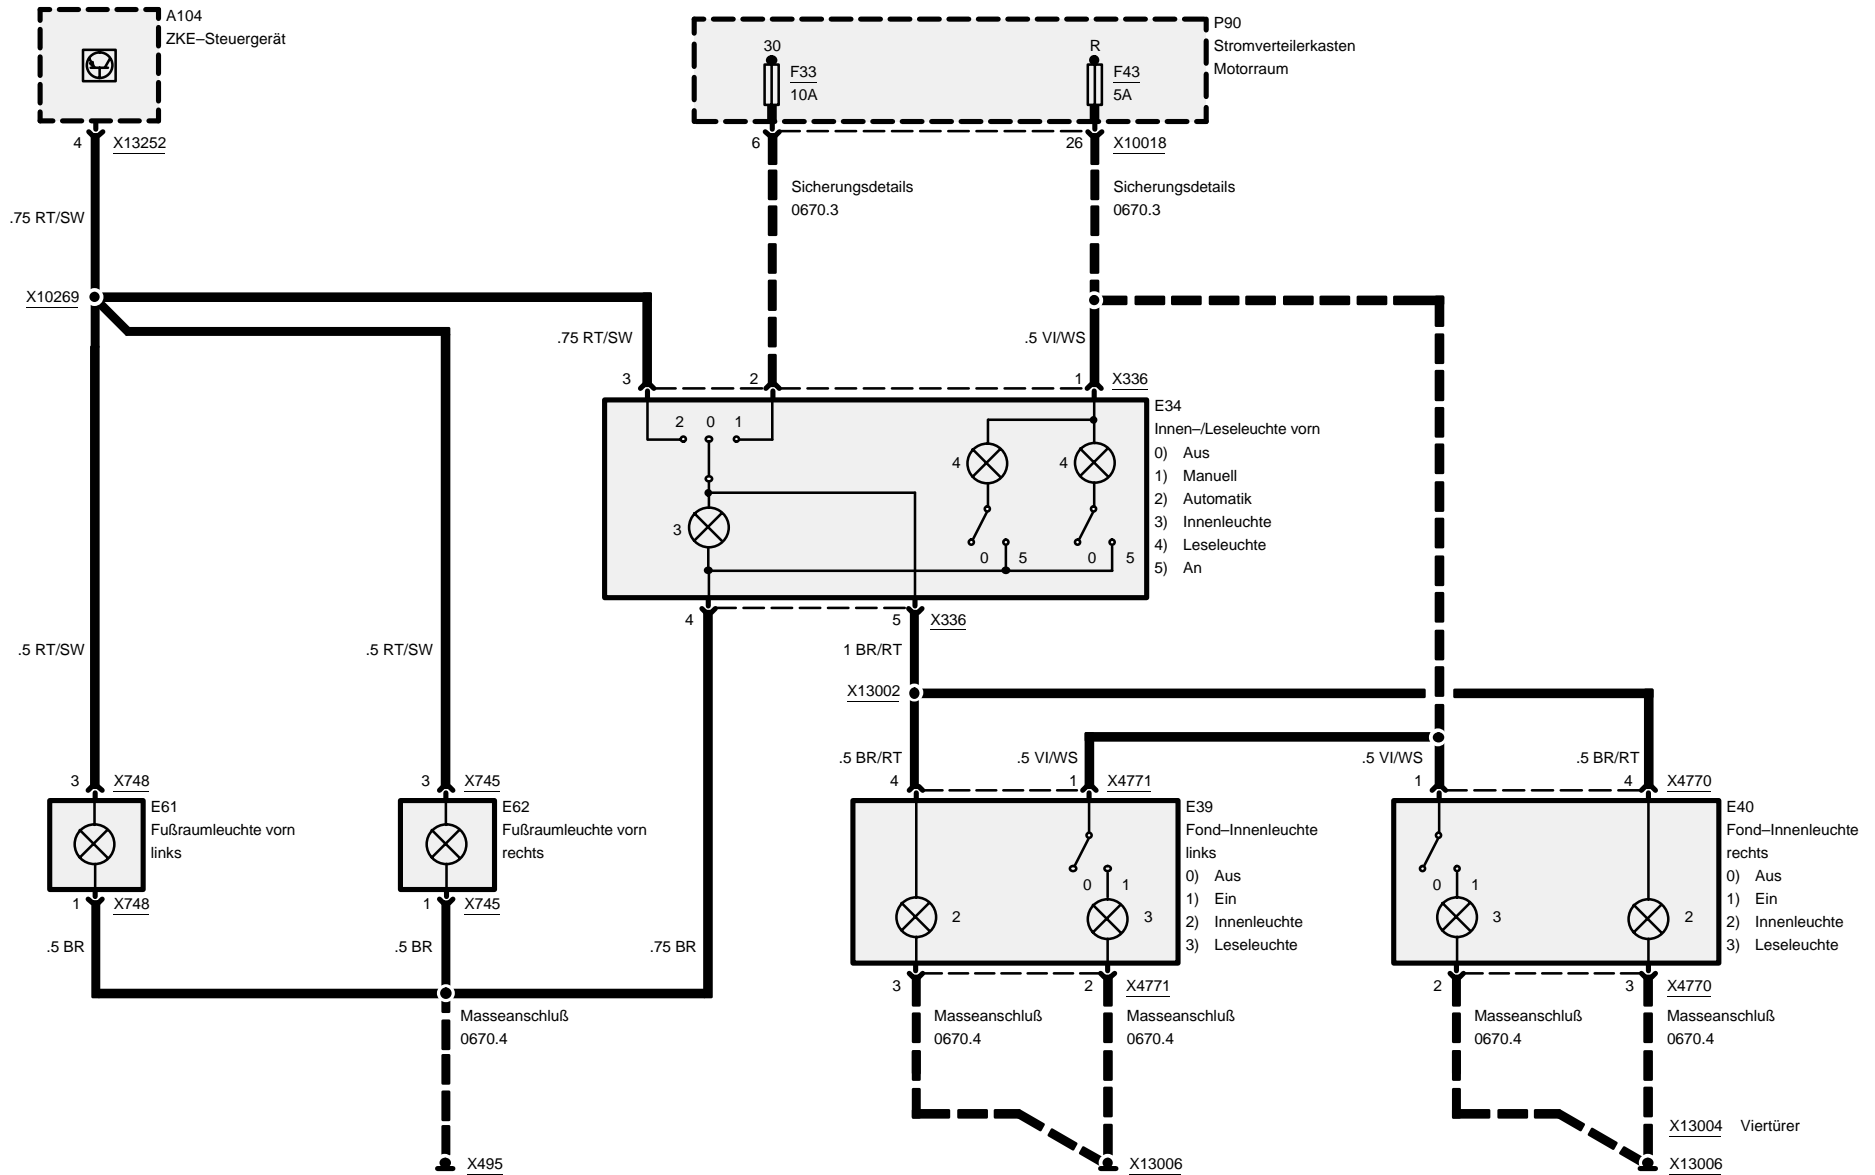 A104
ZKE–Steuergerät
P90
Stromverteilerkasten
Motorraum
30
F33
10A
R
F43
5A
4
X13252
6
26
X10018
.75 RT/SW
Sicherungsdetails
0670.3
Sicherungsdetails
0670.3
X10269
.75 RT/SW
.5 VI/WS
3
2
1
X336
E34
Innen–/Leseleuchte vorn
0) Aus
1) Manuell
2) Automatik
3) Innenleuchte
4) Leseleuchte
5) An
2 0 1
4
4
3
0 5
0 5
4
5
X336
.5 RT/SW
.5 RT/SW
1 BR/RT
X13002
.5 BR/RT
.5 VI/WS
.5 VI/WS
.5 BR/RT
3
X748
3
X745
4
1
X4771
1
4
X4770
E61
Fußraumleuchte vorn
links
E62
Fußraumleuchte vorn
rechts
E39
Fond–Innenleuchte
links
0) Aus
1) Ein
2) Innenleuchte
3) Leseleuchte
E40
Fond–Innenleuchte
rechts
0) Aus
1) Ein
2) Innenleuchte
3) Leseleuchte
0 1
2
3
0 1
3
2
1
X748
1
X745
.5 BR
.5 BR
.75 BR
3
2
X4771
2
3
X4770
Masseanschluß
0670.4
Masseanschluß
0670.4
Masseanschluß
0670.4
Masseanschluß
0670.4
Masseanschluß
0670.4
X13004 Viertürer
X495
X13006
X13006